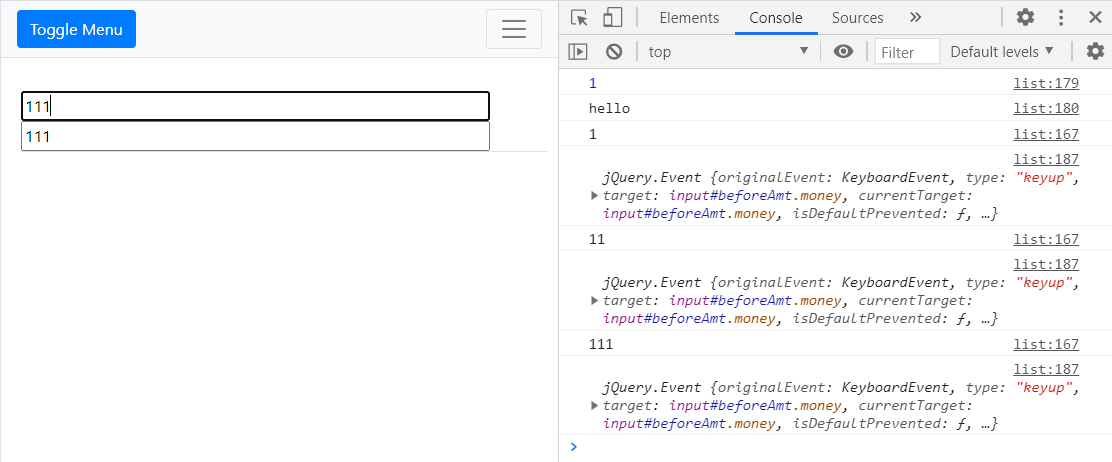 Toggle Menu
111
111
Elements Console Sources »
top ▼ Filter Default levels ▼
1 list:179
hello list:180
1 list:167
list:187
jQuery.Event {originalEvent: KeyboardEvent, type: "keyup",
▶ target: input#beforeAmt.money, currentTarget:
input#beforeAmt.money, isDefaultPrevented: ƒ, …}
11 list:167
list:187
jQuery.Event {originalEvent: KeyboardEvent, type: "keyup",
▶ target: input#beforeAmt.money, currentTarget:
input#beforeAmt.money, isDefaultPrevented: ƒ, …}
111 list:167
list:187
jQuery.Event {originalEvent: KeyboardEvent, type: "keyup",
▶ target: input#beforeAmt.money, currentTarget:
input#beforeAmt.money, isDefaultPrevented: ƒ, …}
>